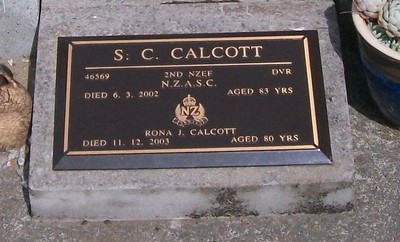 S: C. CALCOTT
46569 2ND NZEF DVR
N.Z.A.S.C.
DIED 6. 3. 2002 AGED 83 YRS
NZ
RONA J. CALCOTT
DIED 11. 12. 2003 AGED 80 YRS